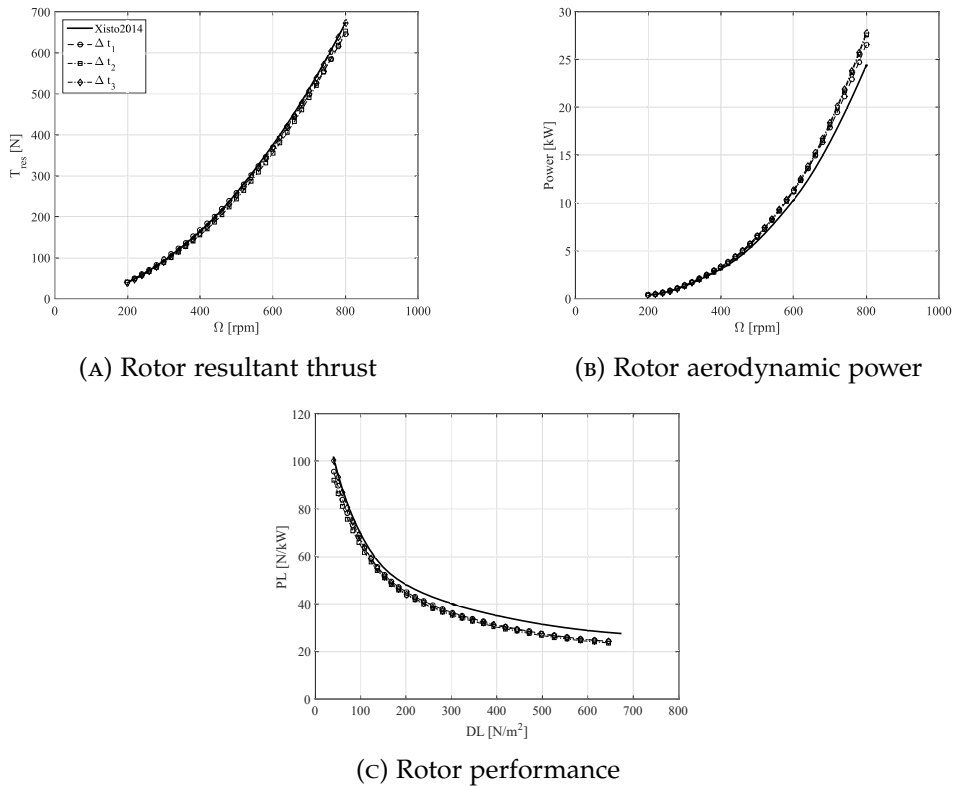 700
600
500
400
300
200
100
0
T_res [N]
Xisto2014
Δ t_1
Δ t_2
Δ t_3
0 200 400 600 800 1000
Ω [rpm]
(A) Rotor resultant thrust
30
25
20
15
10
5
0
Power [kW]
0 200 400 600 800 1000
Ω [rpm]
(B) Rotor aerodynamic power
120
100
80
60
40
20
0
PL [N/kW]
0 100 200 300 400 500 600 700 800
DL [N/m²]
(C) Rotor performance